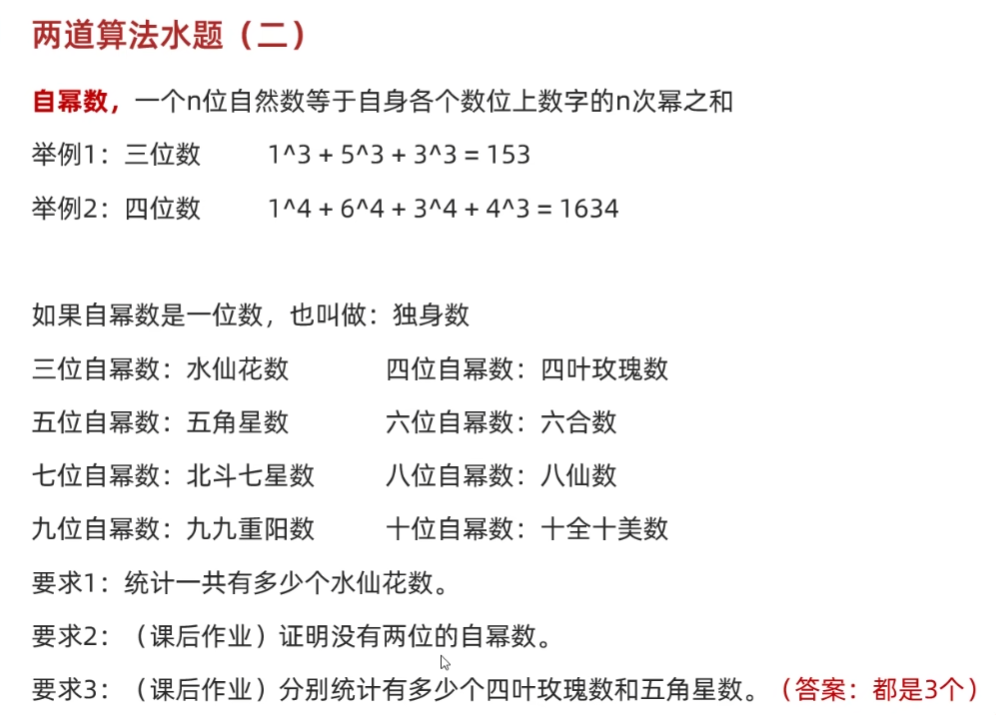 两道算法水题（二）
自幂数，一个n位自然数等于自身各个数位上数字的n次幂之和
举例1：三位数 1^3 + 5^3 + 3^3 = 153
举例2：四位数 1^4 + 6^4 + 3^4 + 4^3 = 1634
如果自幂数是一位数，也叫做：独身数
三位自幂数：水仙花数 四位自幂数：四叶玫瑰数
五位自幂数：五角星数 六位自幂数：六合数
七位自幂数：北斗七星数 八位自幂数：八仙数
九位自幂数：九九重阳数 十位自幂数：十全十美数
要求1：统计一共有多少个水仙花数。
要求2：（课后作业）证明没有两位的自幂数。
要求3：（课后作业）分别统计有多少个四叶玫瑰数和五角星数。（答案：都是3个）